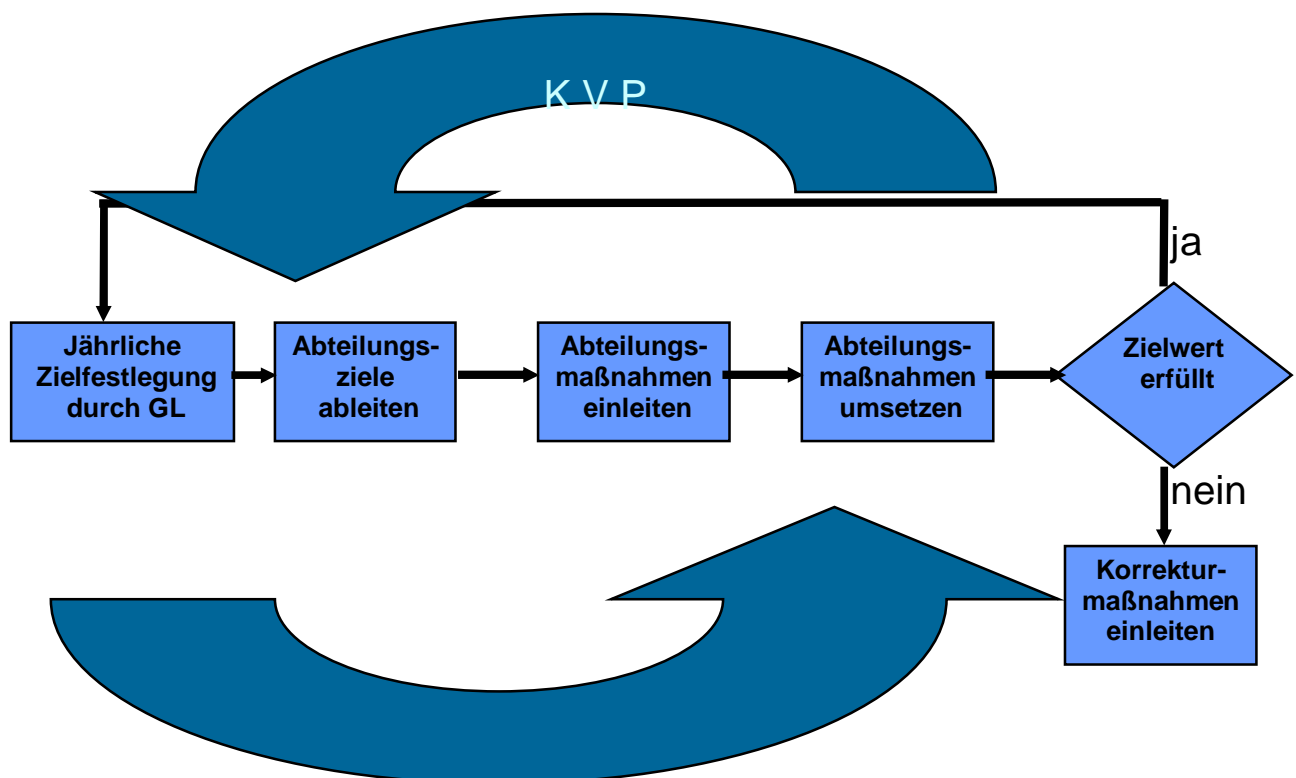 K V P
ja
Jährliche
Zielfestlegung
durch GL
Abteilungs-
ziele
ableiten
Abteilungs-
maßnahmen
einleiten
Abteilungs-
maßnahmen
umsetzen
Zielwert
erfüllt
nein
Korrektur-
maßnahmen
einleiten